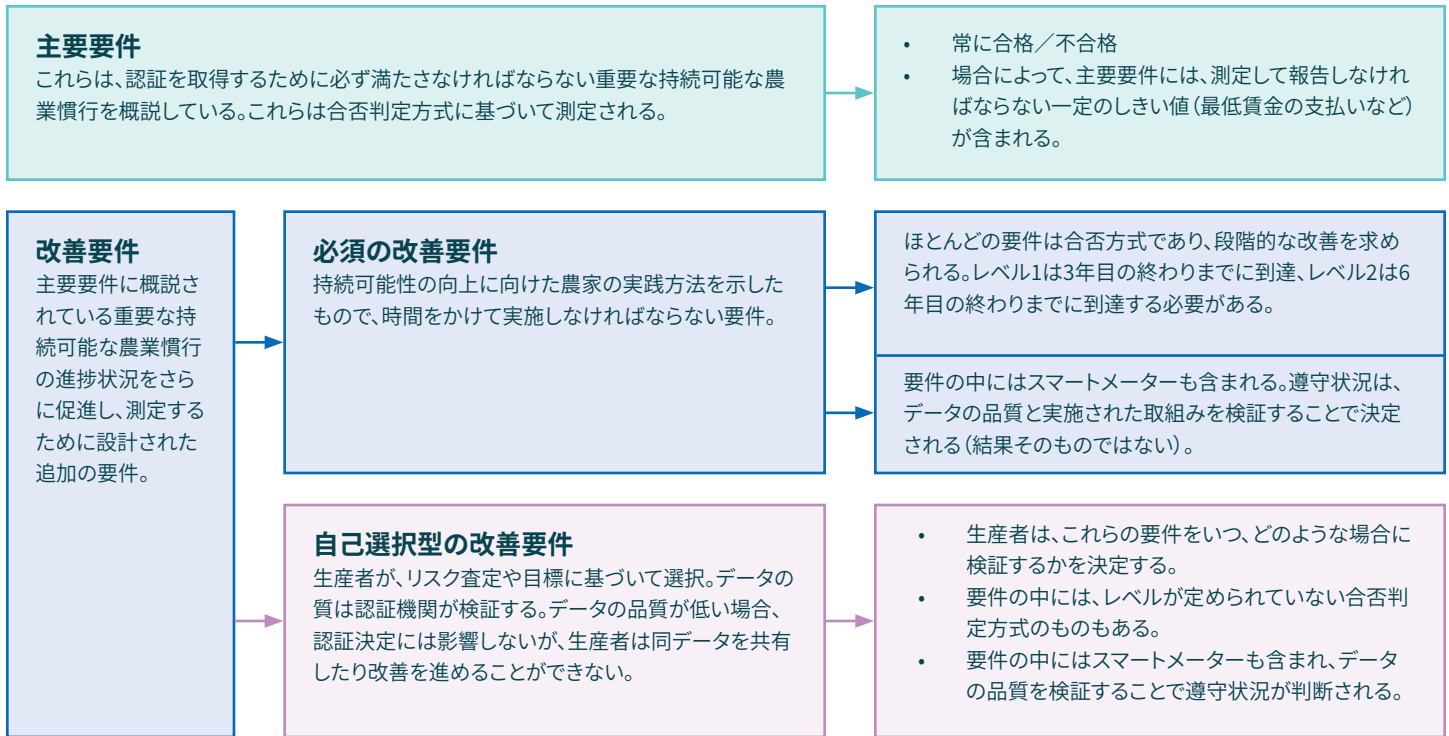 主要要件
これらは、認証を取得するために必ず満たさなければならない重要な持続可能な農
業慣行を概説している。これらは合否判定方式に基づいて測定される。
• 常に合格／不合格
• 場合によって、主要要件には、測定して報告しなけれ
ばならない一定のしきい値（最低賃金の支払いなど）
が含まれる。
改善要件
主要要件に概説さ
れている重要な持
続可能な農業慣行
の進捗状況をさら
に促進し、測定する
ために設計された
追加の要件。
必須の改善要件
持続可能性の向上に向けた農家の実践方法を示した
もので、時間をかけて実施しなければならない要件。
ほとんどの要件は合否方式であり、段階的な改善を求め
られる。レベル1は3年目の終わりまでに到達、レベル2は6
年目の終わりまでに到達する必要がある。
要件の中にはスマートメーターも含まれる。遵守状況は、
データの品質と実施された取組みを検証することで決定
される（結果そのものではない）。
自己選択型の改善要件
生産者が、リスク査定や目標に基づいて選択。データの
質は認証機関が検証する。データの品質が低い場合、
認証決定には影響しないが、生産者は同データを共有
したり改善を進めることができない。
• 生産者は、これらの要件をいつ、どのような場合に
検証するかを決定する。
• 要件の中には、レベルが定められていない合否判
定方式のものもある。
• 要件の中にはスマートメーターも含まれ、データ
の品質を検証することで遵守状況が判断される。